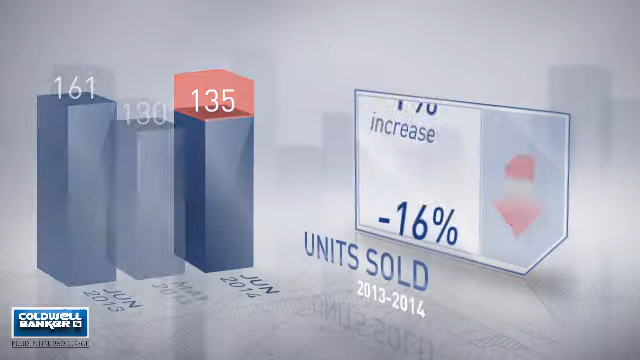 161
130
135
JUN
2013
JUN
2014
increase
-16%
UNITS SOLD
2013-2014
COLDWELL
BANKER